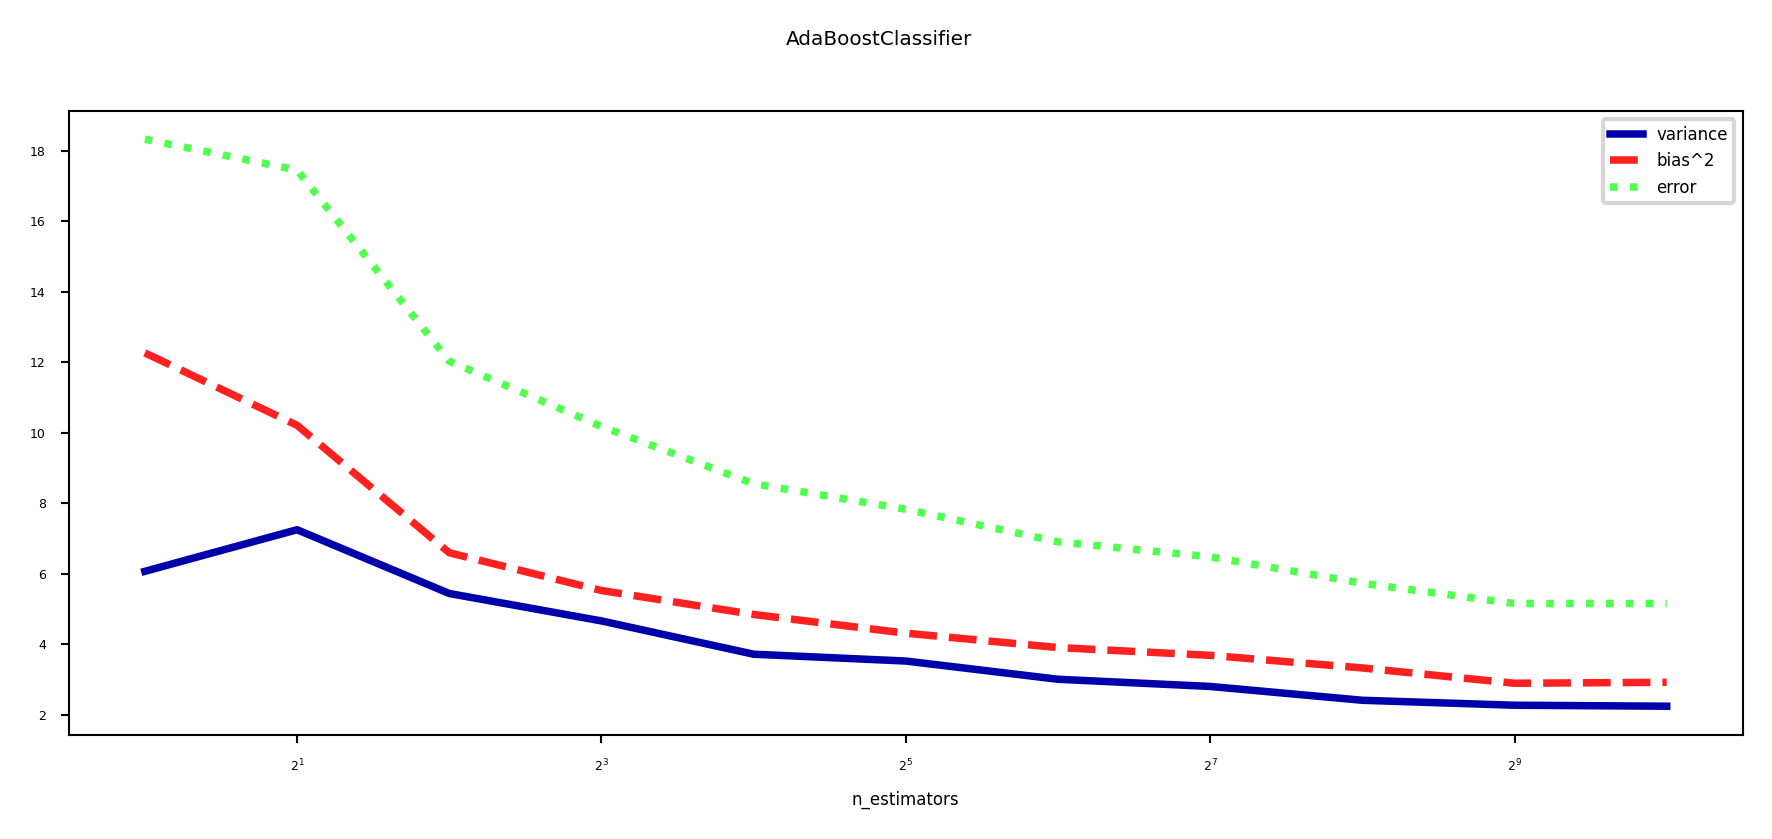 AdaBoostClassifier
variance
bias^2
error
18
16
14
12
10
8
6
4
2
2¹ 2³ 2⁵ 2⁷ 2⁹
n_estimators